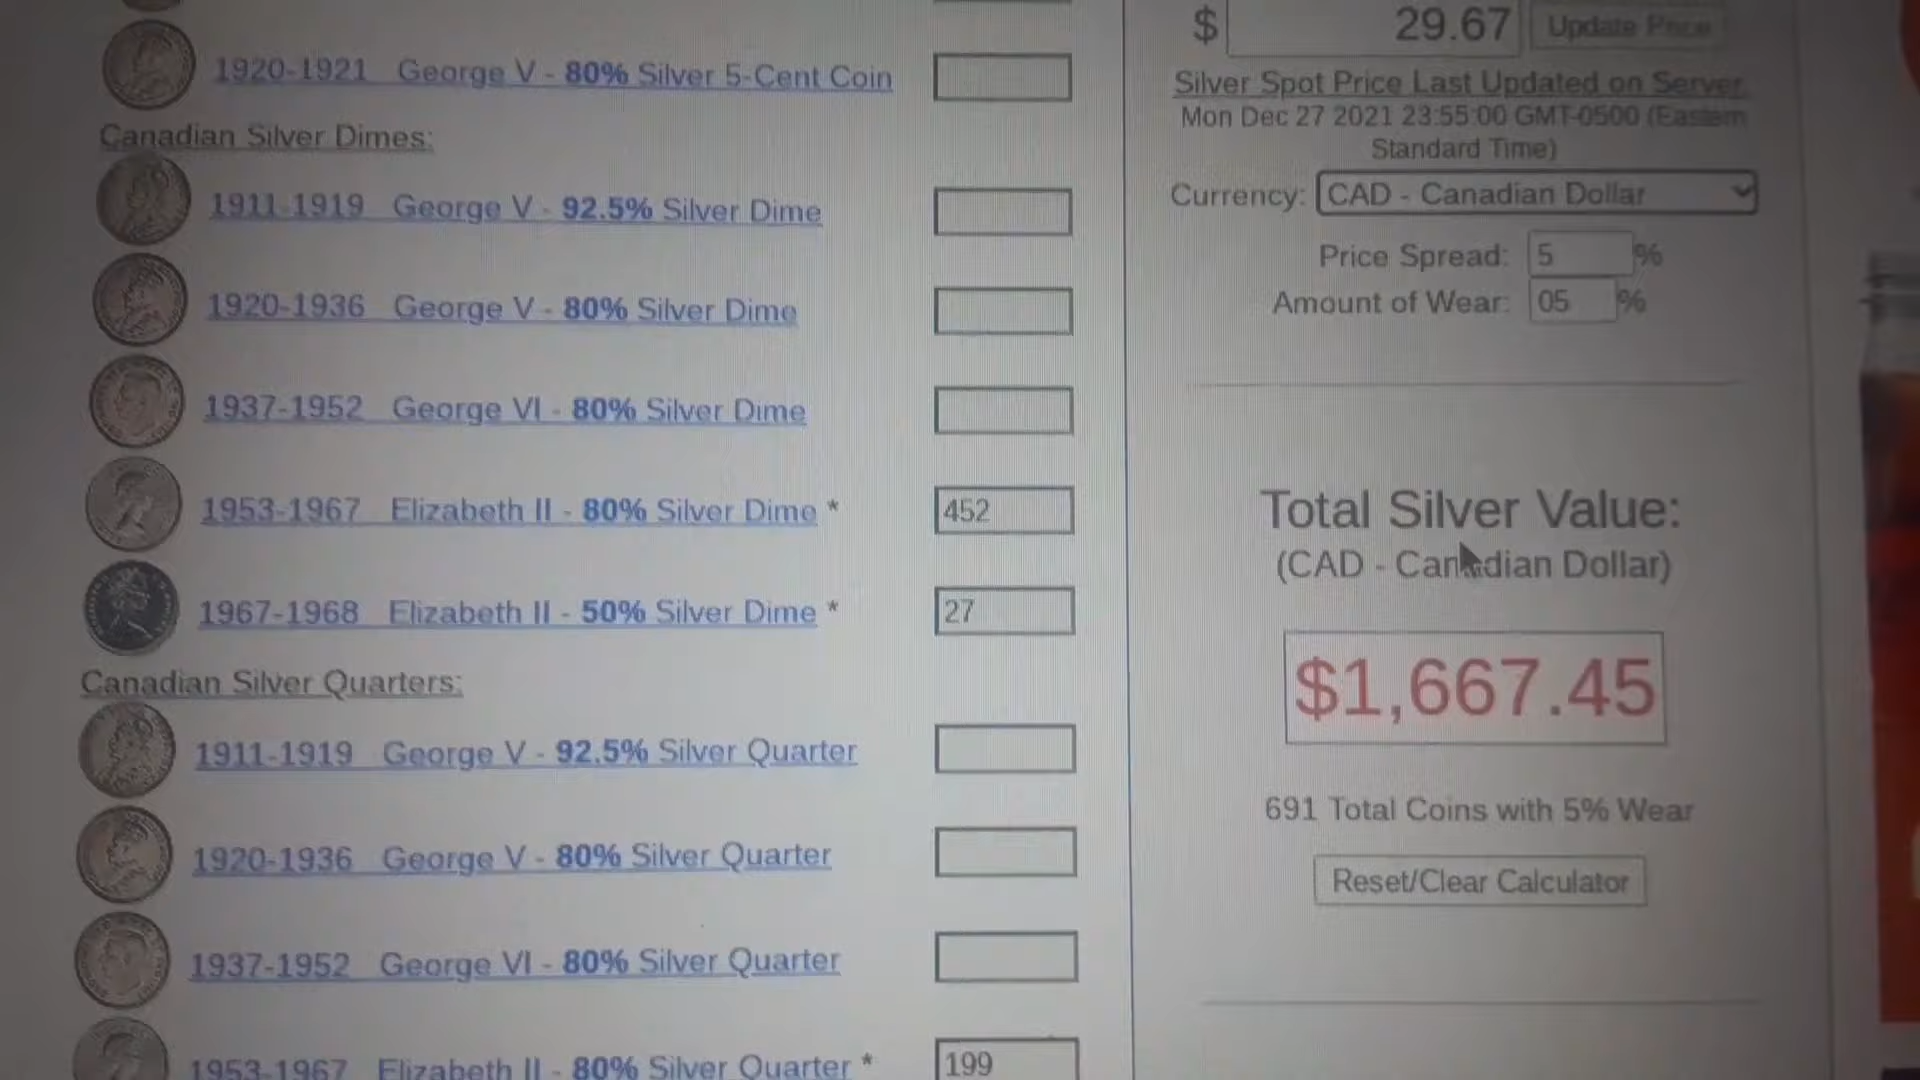 1920-1921 George V - 80% Silver 5-Cent Coin
Canadian Silver Dimes:
1911-1919 George V - 92.5% Silver Dime
1920-1936 George V - 80% Silver Dime
1937-1952 George VI - 80% Silver Dime
1953-1967 Elizabeth II - 80% Silver Dime * 452
1967-1968 Elizabeth II - 50% Silver Dime * 27
Canadian Silver Quarters:
1911-1919 George V - 92.5% Silver Quarter
1920-1936 George V - 80% Silver Quarter
1937-1952 George VI - 80% Silver Quarter
1953-1967 Elizabeth II - 80% Silver Quarter * 199
$ 29.67 Update Price
Silver Spot Price Last Updated on Server
Mon Dec 27 2021 23:55:00 GMT-0500 (Eastern
Standard Time)
Currency: CAD - Canadian Dollar
Price Spread: 5 %
Amount of Wear: 05 %
Total Silver Value:
(CAD - Canadian Dollar)
$1,667.45
691 Total Coins with 5% Wear
Reset/Clear Calculator